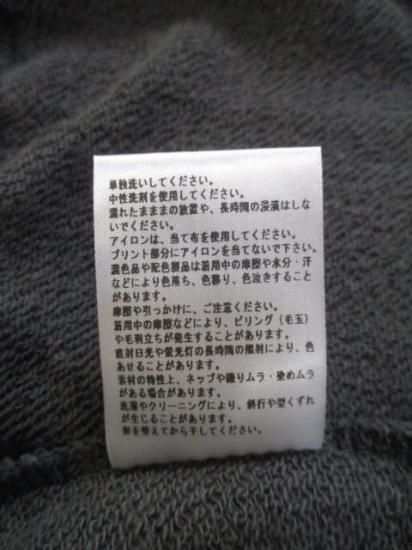 単独洗いしてください。
中性洗剤を使用してください。
濡れたままの放置や、長時間の浸漬はしな
いでください。
アイロンは、当て布を使用してください。
プリント部分にアイロンを当てないで下さい。
濃色品や配色製品は着用中の摩擦や水分・汗
などにより色落ち、色移り、色泣きすること
があります。
摩擦や引っかけに、ご注意ください。
着用中の摩擦などにより、ピリング（毛玉）
や毛羽立ちが発生することがあります。
直射日光や蛍光灯の長時間の照射により、色
あせることがあります。
素材の特性上、ネップや織りムラ・染めムラ
がある場合があります。
洗濯やクリーニングにより、斜行や型くずれ
が生じることがあります。
形を整えてから干してください。